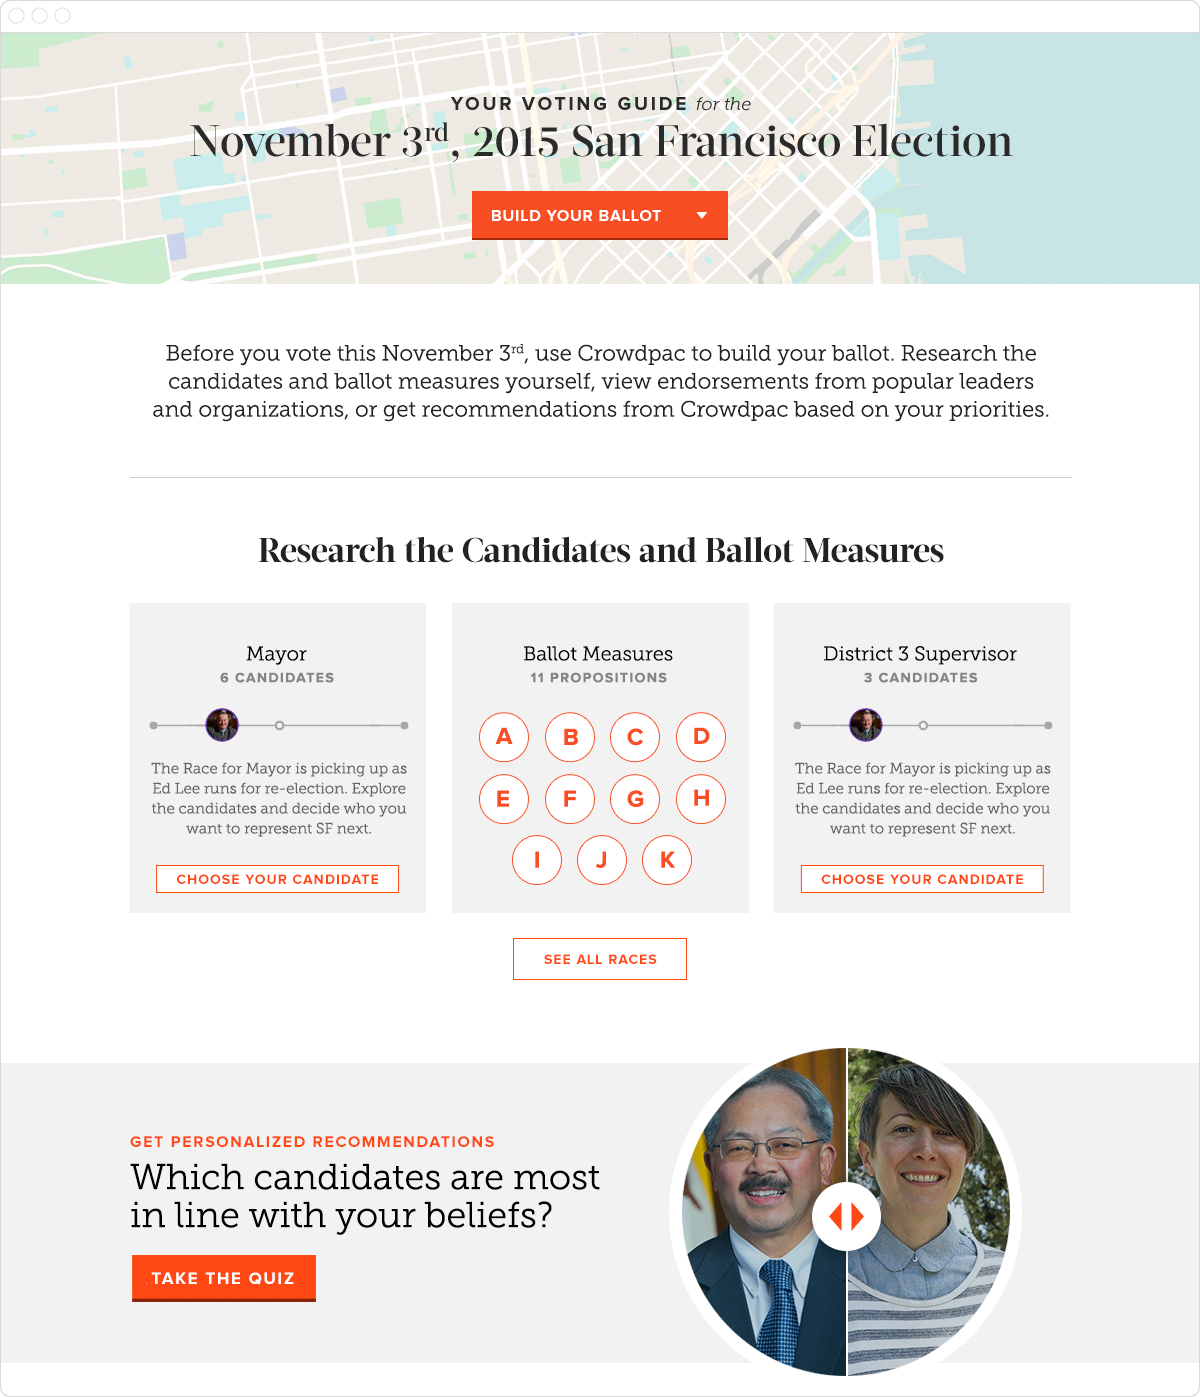 YOUR VOTING GUIDE for the
November 3rd, 2015 San Francisco Election
BUILD YOUR BALLOT
Before you vote this November 3rd, use Crowdpac to build your ballot. Research the
candidates and ballot measures yourself, view endorsements from popular leaders
and organizations, or get recommendations from Crowdpac based on your priorities.
Research the Candidates and Ballot Measures
Mayor
6 CANDIDATES
The Race for Mayor is picking up as
Ed Lee runs for re-election. Explore
the candidates and decide who you
want to represent SF next.
CHOOSE YOUR CANDIDATE
Ballot Measures
11 PROPOSITIONS
A B C D
E F G H
I J K
District 3 Supervisor
3 CANDIDATES
The Race for Mayor is picking up as
Ed Lee runs for re-election. Explore
the candidates and decide who you
want to represent SF next.
CHOOSE YOUR CANDIDATE
SEE ALL RACES
GET PERSONALIZED RECOMMENDATIONS
Which candidates are most
in line with your beliefs?
TAKE THE QUIZ